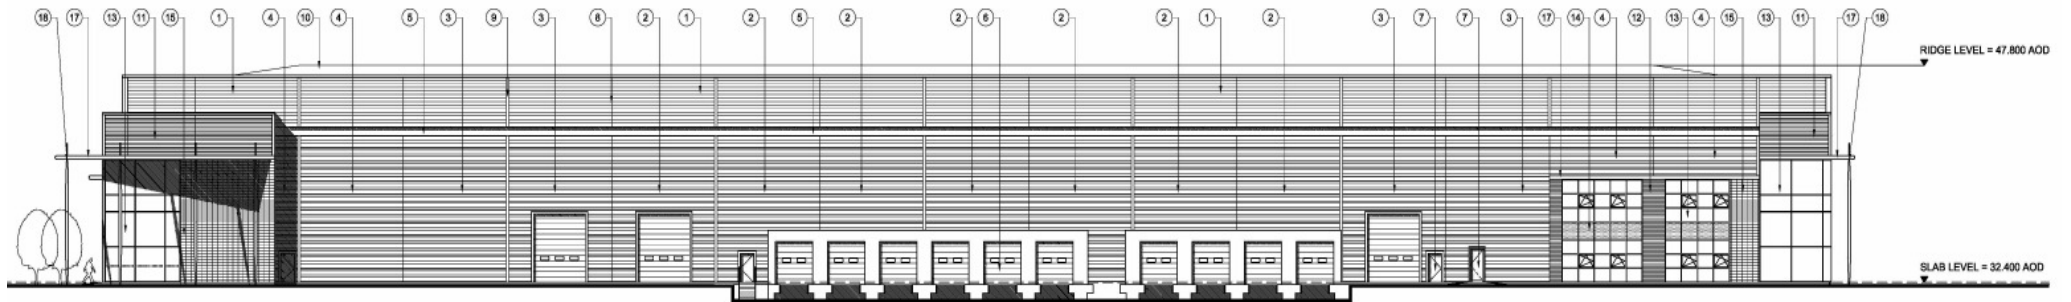 18 17 13 11 15 1 4 10 4 5 3 9 3 8 2 1 2 5 2 2 6 2 2 1 2 3 7 7 3 17 14 4 12 13 4 15 13 11 17 18
RIDGE LEVEL = 47.800 AOD
SLAB LEVEL = 32.400 AOD